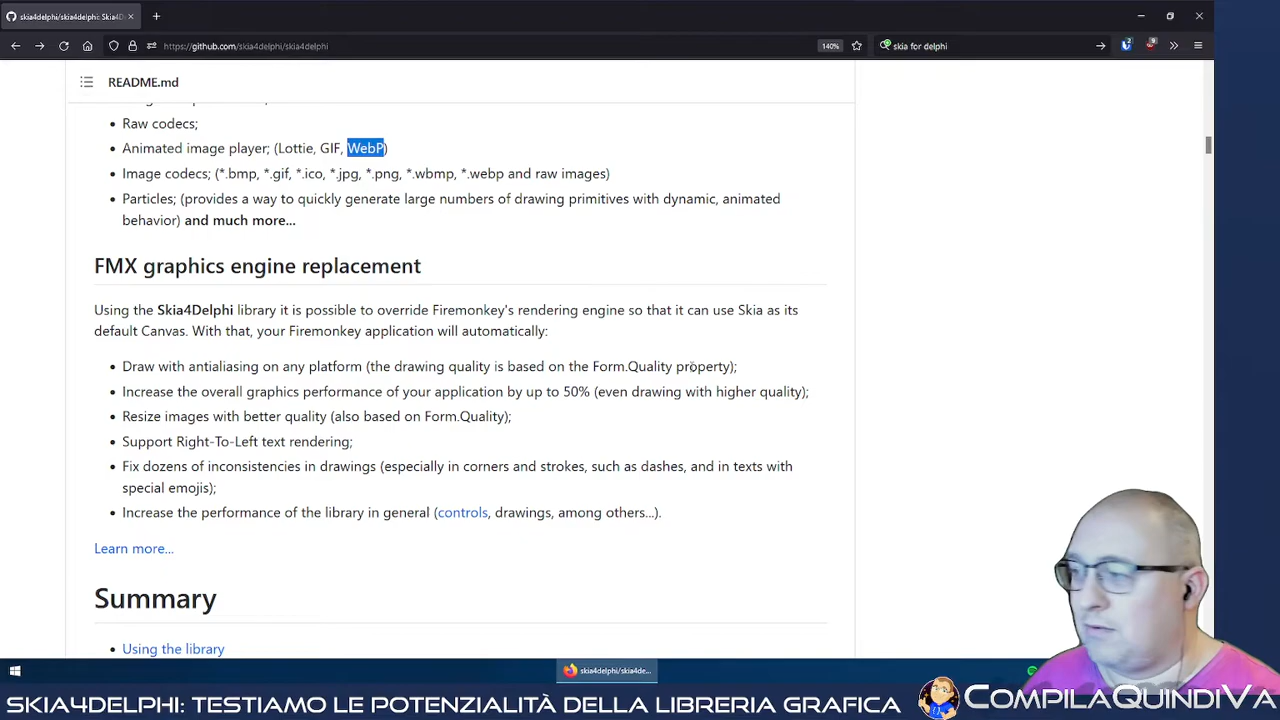 skia4delphi/skia4delphi: Skia4D
https://github.com/skia4delphi/skia4delphi
140%
skia for delphi
2
9
README.md
Raw codecs;
Animated image player; (Lottie, GIF, WebP)
Image codecs; (*.bmp, *.gif, *.ico, *.jpg, *.png, *.wbmp, *.webp and raw images)
Particles; (provides a way to quickly generate large numbers of drawing primitives with dynamic, animated
behavior) and much more...
FMX graphics engine replacement
Using the Skia4Delphi library it is possible to override Firemonkey's rendering engine so that it can use Skia as its
default Canvas. With that, your Firemonkey application will automatically:
Draw with antialiasing on any platform (the drawing quality is based on the Form.Quality property);
Increase the overall graphics performance of your application by up to 50% (even drawing with higher quality);
Resize images with better quality (also based on Form.Quality);
Support Right-To-Left text rendering;
Fix dozens of inconsistencies in drawings (especially in corners and strokes, such as dashes, and in texts with
special emojis);
Increase the performance of the library in general (controls, drawings, among others...).
Learn more...
Summary
Using the library
skia4delphi/skia4de...
SKIA4DELPHI: TESTIAMO LE POTENZIALITÀ DELLA LIBRERIA GRAFICA
COMPILAQUINDIVA